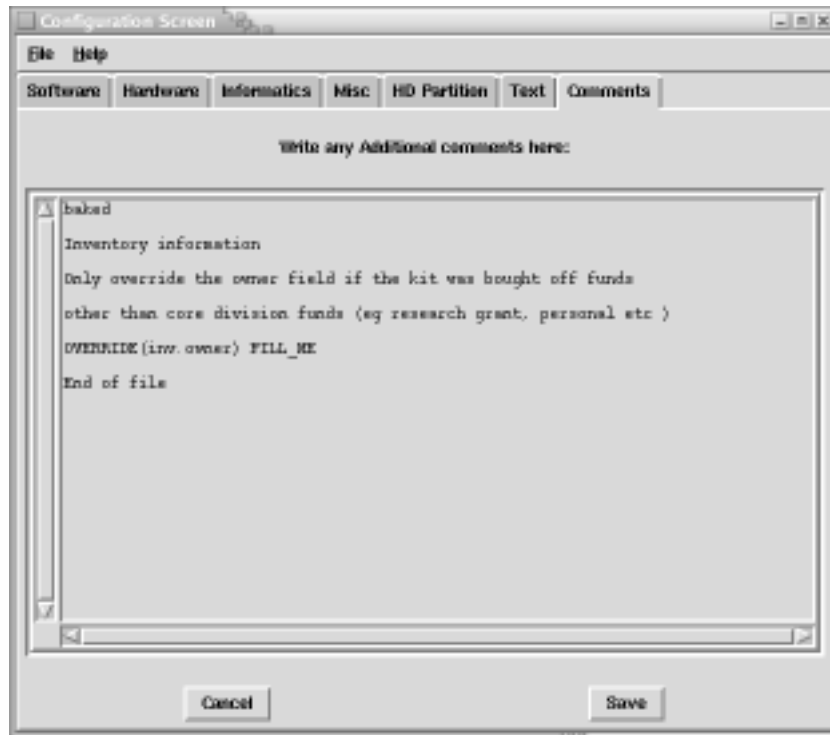 Configuration Screen
File Help
Software Hardware Informatics Misc HD Partition Text Comments
Write any Additional comments here:
baked
Inventory information
Only override the owner field if the kit was bought off funds
other than core division funds (eg research grant, personal etc )
OVERRIDE(inv.owner) FILL_ME
End of file
Cancel Save